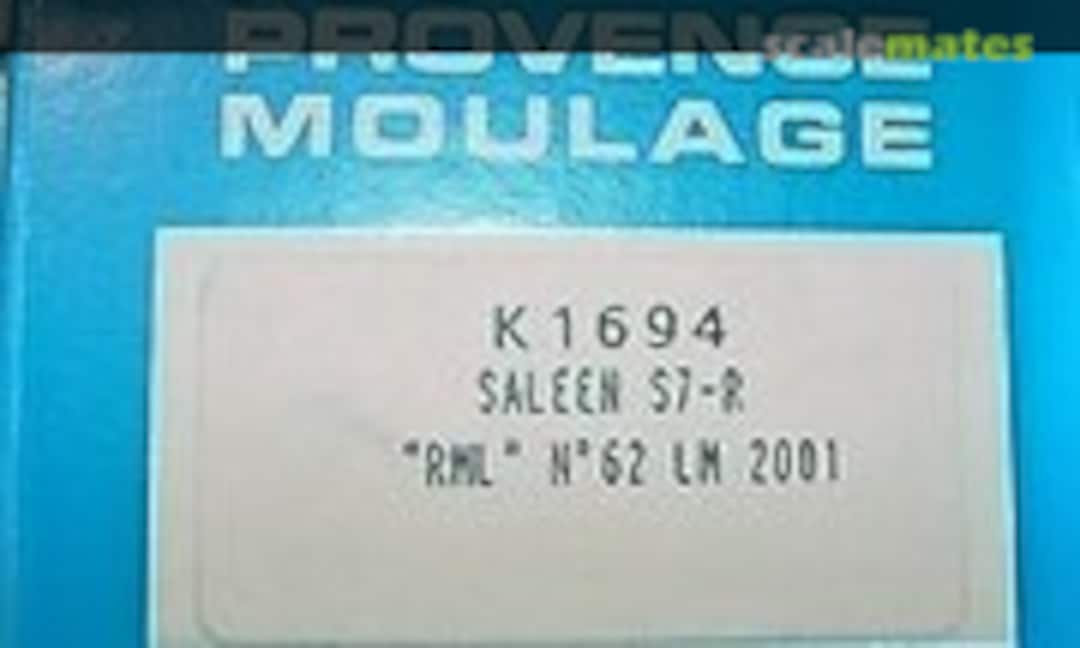 scalemates
PROVENCE
MOULAGE
K1694
SALEEN S7-R
"RML" N°62 LM 2001